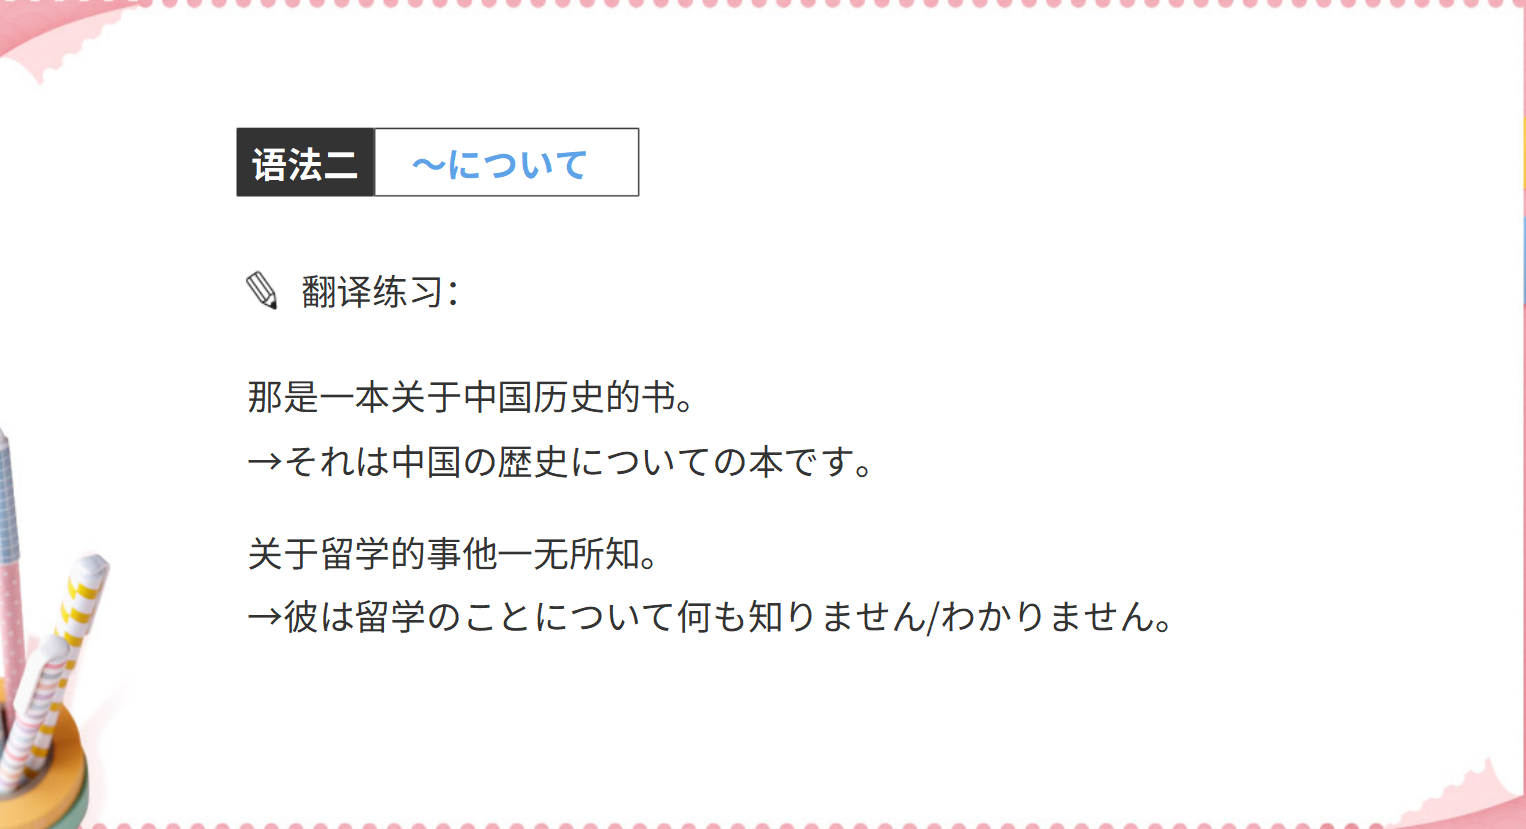 语法二 ～について
翻译练习：
那是一本关于中国历史的书。
→それは中国の歴史についての本です。
关于留学的事他一无所知。
→彼は留学のことについて何も知りません/わかりません。